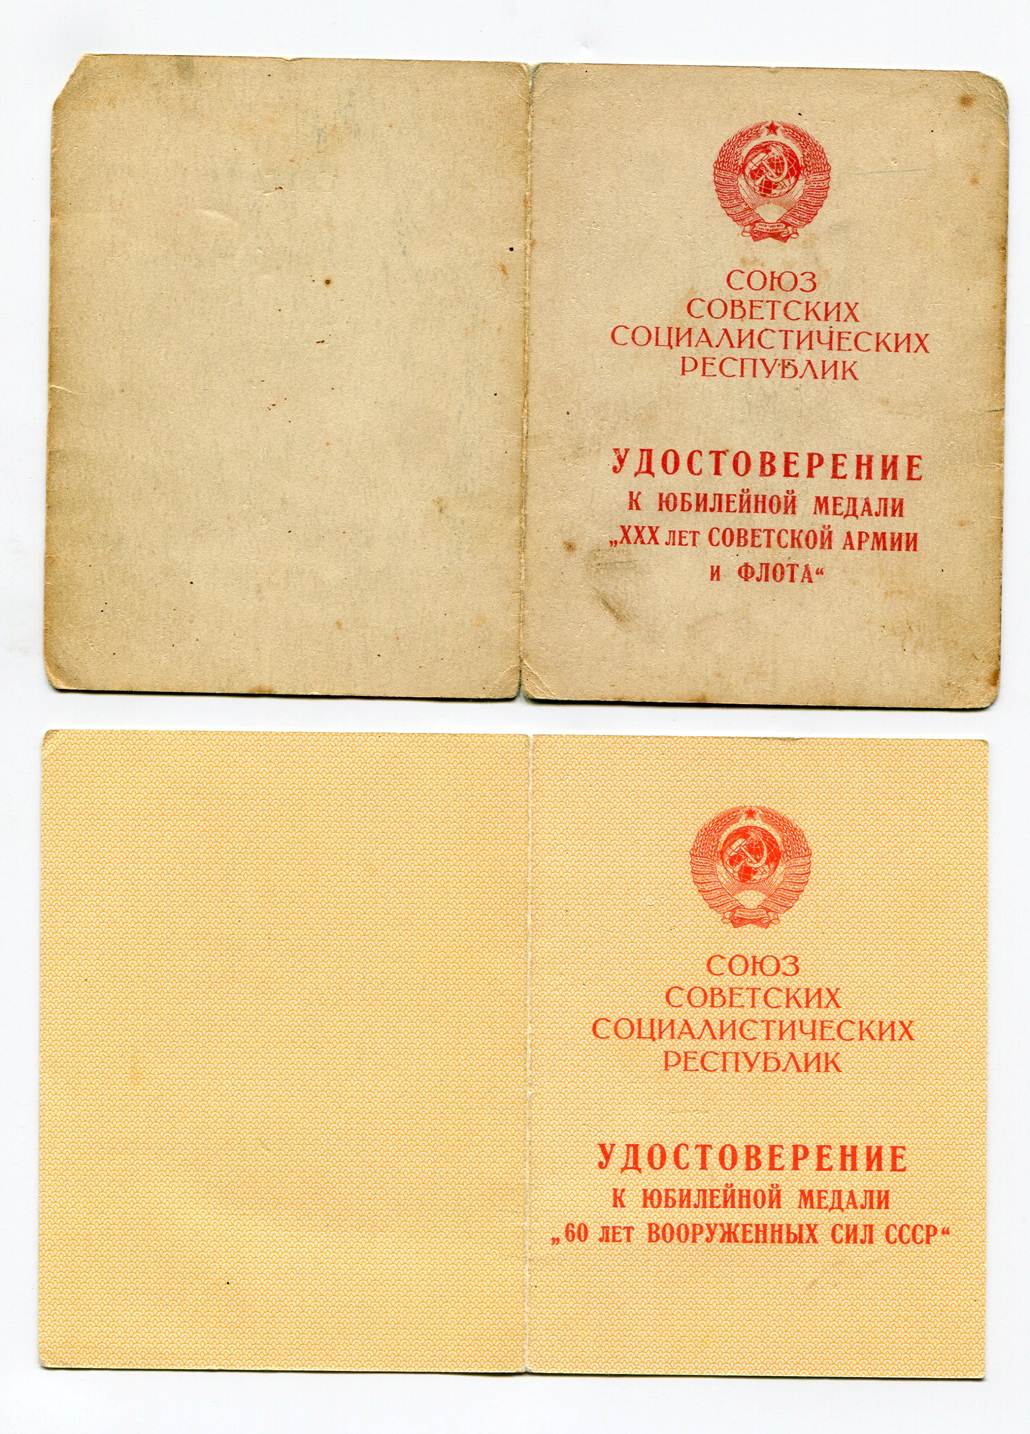 СОЮЗ
СОВЕТСКИХ
СОЦИАЛИСТИЧЕСКИХ
РЕСПУБЛИК
УДОСТОВЕРЕНИЕ
К ЮБИЛЕЙНОЙ МЕДАЛИ
„XXX лет СОВЕТСКОЙ АРМИИ
и ФЛОТА“
СОЮЗ
СОВЕТСКИХ
СОЦИАЛИСТИЧЕСКИХ
РЕСПУБЛИК
УДОСТОВЕРЕНИЕ
К ЮБИЛЕЙНОЙ МЕДАЛИ
„60 лет ВООРУЖЕННЫХ СИЛ СССР“